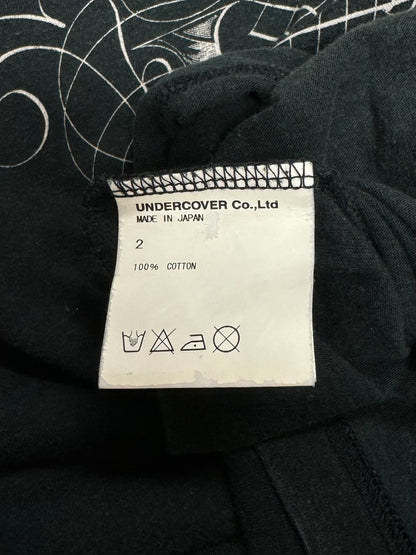 UNDERCOVER Co.,Ltd
MADE IN JAPAN
2
100% COTTON